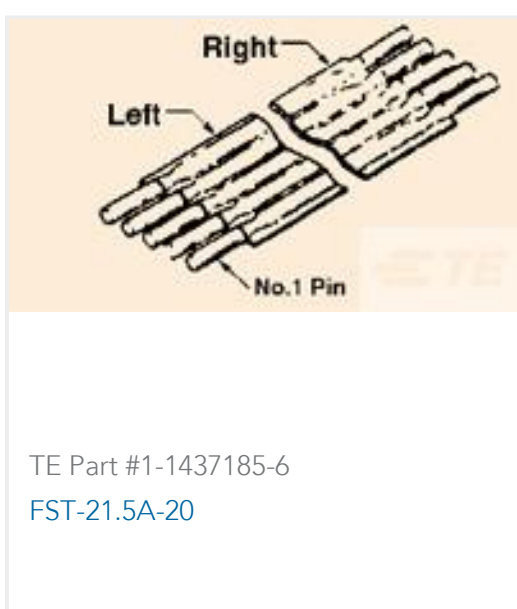 Right
Left
No.1 Pin
TE
TE Part #1-1437185-6
FST-21.5A-20